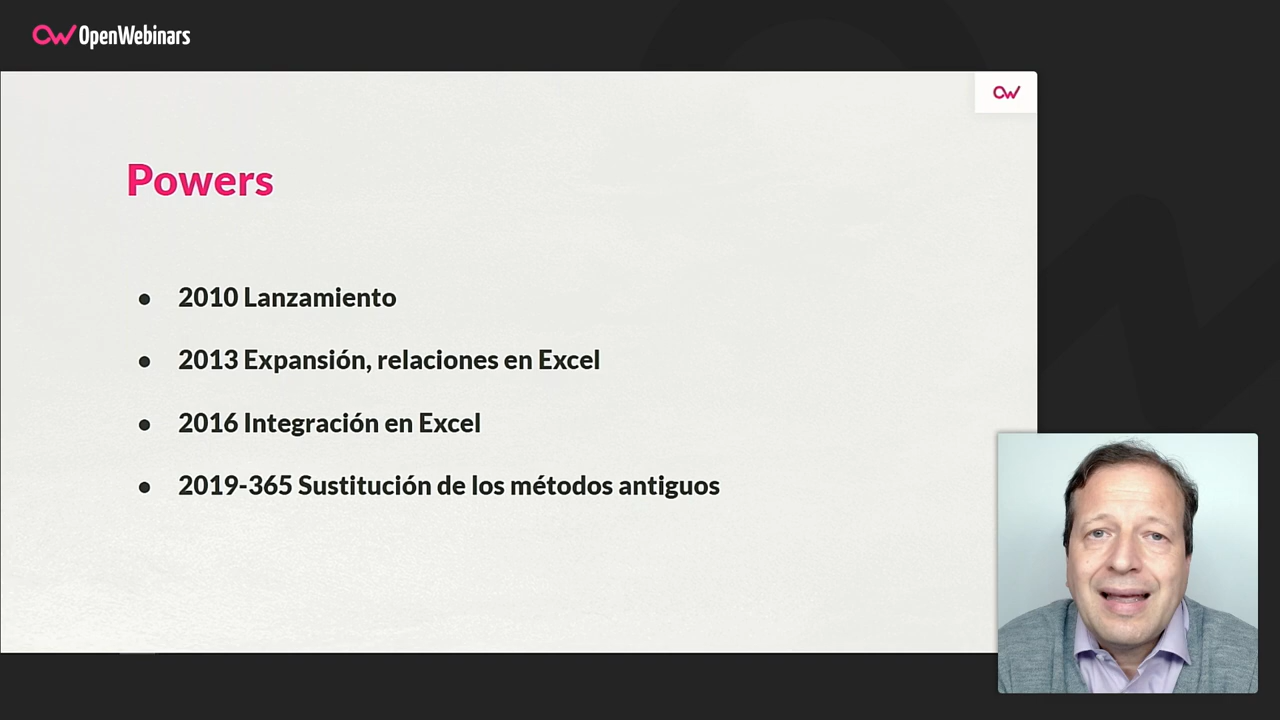 OpenWebinars
Powers
● 2010 Lanzamiento
● 2013 Expansión, relaciones en Excel
● 2016 Integración en Excel
● 2019-365 Sustitución de los métodos antiguos